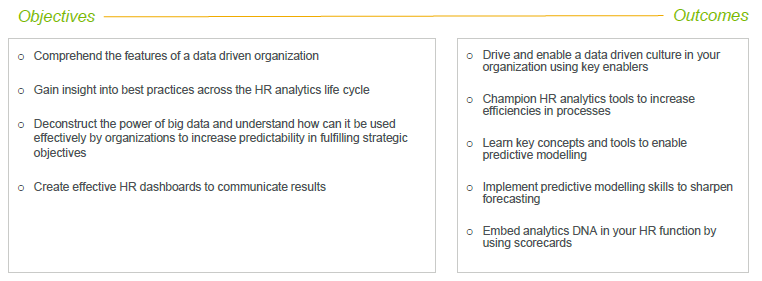 Objectives
Outcomes
o Comprehend the features of a data driven organization
o Gain insight into best practices across the HR analytics life cycle
o Deconstruct the power of big data and understand how can it be used
effectively by organizations to increase predictability in fulfilling strategic
objectives
o Create effective HR dashboards to communicate results
o Drive and enable a data driven culture in your
organization using key enablers
o Champion HR analytics tools to increase
efficiencies in processes
o Learn key concepts and tools to enable
predictive modelling
o Implement predictive modelling skills to sharpen
forecasting
o Embed analytics DNA in your HR function by
using scorecards